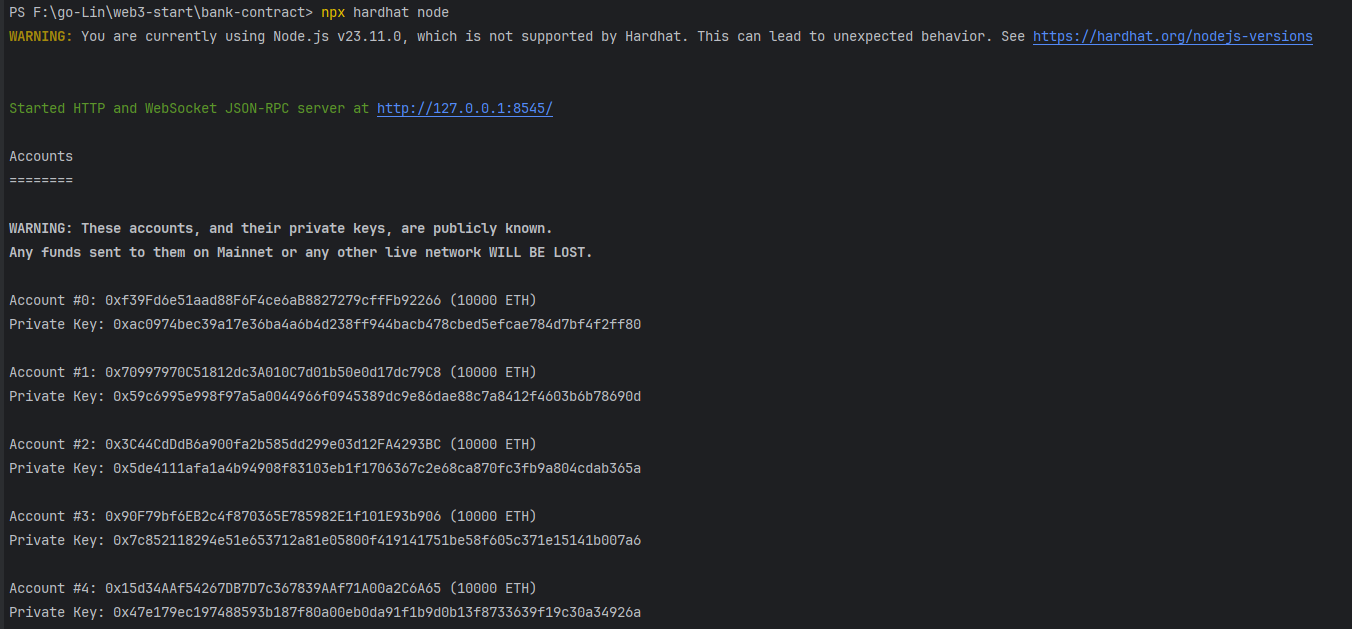 PS F:\go-Lin\web3-start\bank-contract> npx hardhat node
WARNING: You are currently using Node.js v23.11.0, which is not supported by Hardhat. This can lead to unexpected behavior. See https://hardhat.org/nodejs-versions
Started HTTP and WebSocket JSON-RPC server at http://127.0.0.1:8545/
Accounts
========
WARNING: These accounts, and their private keys, are publicly known.
Any funds sent to them on Mainnet or any other live network WILL BE LOST.
Account #0: 0xf39Fd6e51aad88F6F4ce6aB8827279cffFb92266 (10000 ETH)
Private Key: 0xac0974bec39a17e36ba4a6b4d238ff944bacb478cbed5efcae784d7bf4f2ff80
Account #1: 0x70997970C51812dc3A010C7d01b50e0d17dc79C8 (10000 ETH)
Private Key: 0x59c6995e998f97a5a0044966f0945389dc9e86dae88c7a8412f4603b6b78690d
Account #2: 0x3C44CdDdB6a900fa2b585dd299e03d12FA4293BC (10000 ETH)
Private Key: 0x5de4111afa1a4b94908f83103eb1f1706367c2e68ca870fc3fb9a804cdab365a
Account #3: 0x90F79bf6EB2c4f870365E785982E1f101E93b906 (10000 ETH)
Private Key: 0x7c852118294e51e653712a81e05800f419141751be58f605c371e15141b007a6
Account #4: 0x15d34AAf54267DB7D7c367839AAf71A00a2C6A65 (10000 ETH)
Private Key: 0x47e179ec197488593b187f80a00eb0da91f1b9d0b13f8733639f19c30a34926a